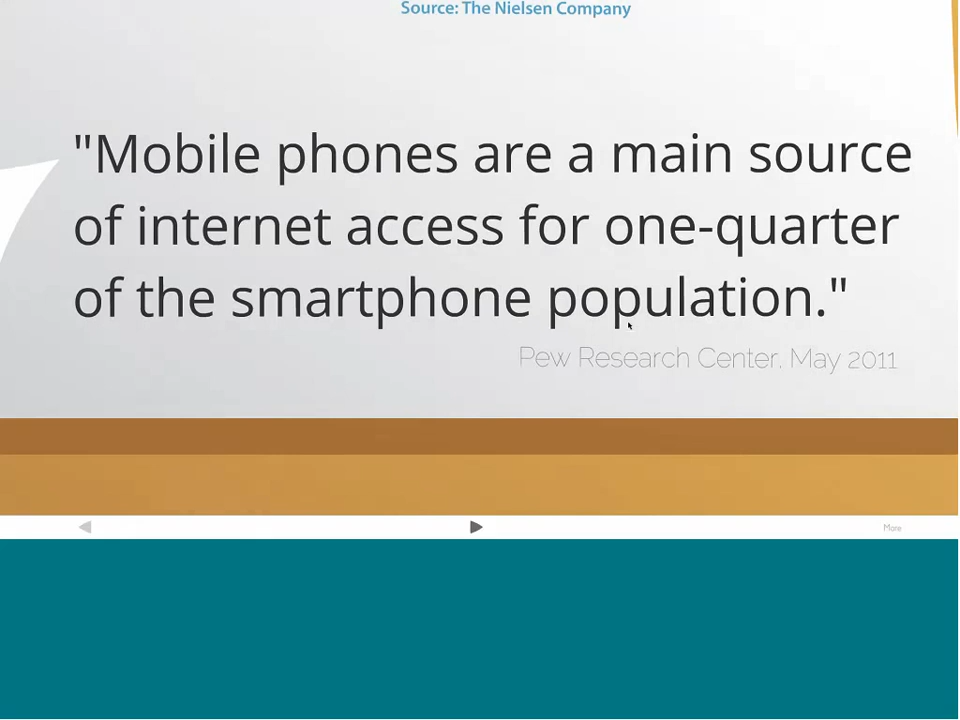 Source: The Nielsen Company
"Mobile phones are a main source
of internet access for one-quarter
of the smartphone population."
Pew Research Center. May 2011
More